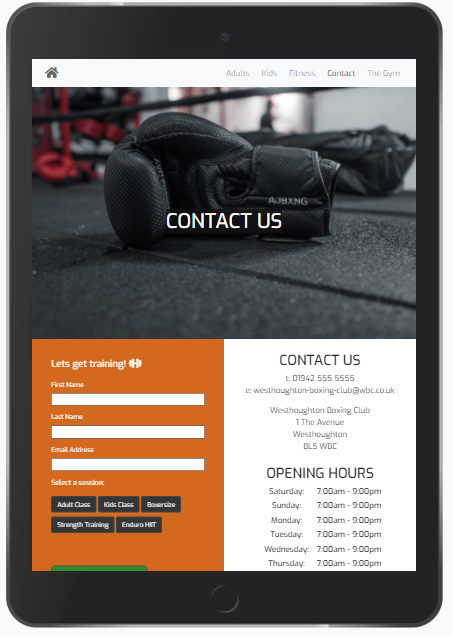 Adults Kids Fitness Contact The Gym
AJBXNG
CONTACT US
Lets get training!
First Name
Last Name
Email Address
Select a session:
Adult Class Kids Class Boxersize
Strength Training Enduro HIIT
CONTACT US
t: 01942 555 5555
e: westhoughton-boxing-club@wbc.co.uk
Westhoughton Boxing Club
1 The Avenue
Westhoughton
BL5 WBC
OPENING HOURS
Saturday: 7:00am - 9:00pm
Sunday: 7:00am - 9:00pm
Monday: 7:00am - 9:00pm
Tuesday: 7:00am - 9:00pm
Wednesday: 7:00am - 9:00pm
Thursday: 7:00am - 9:00pm